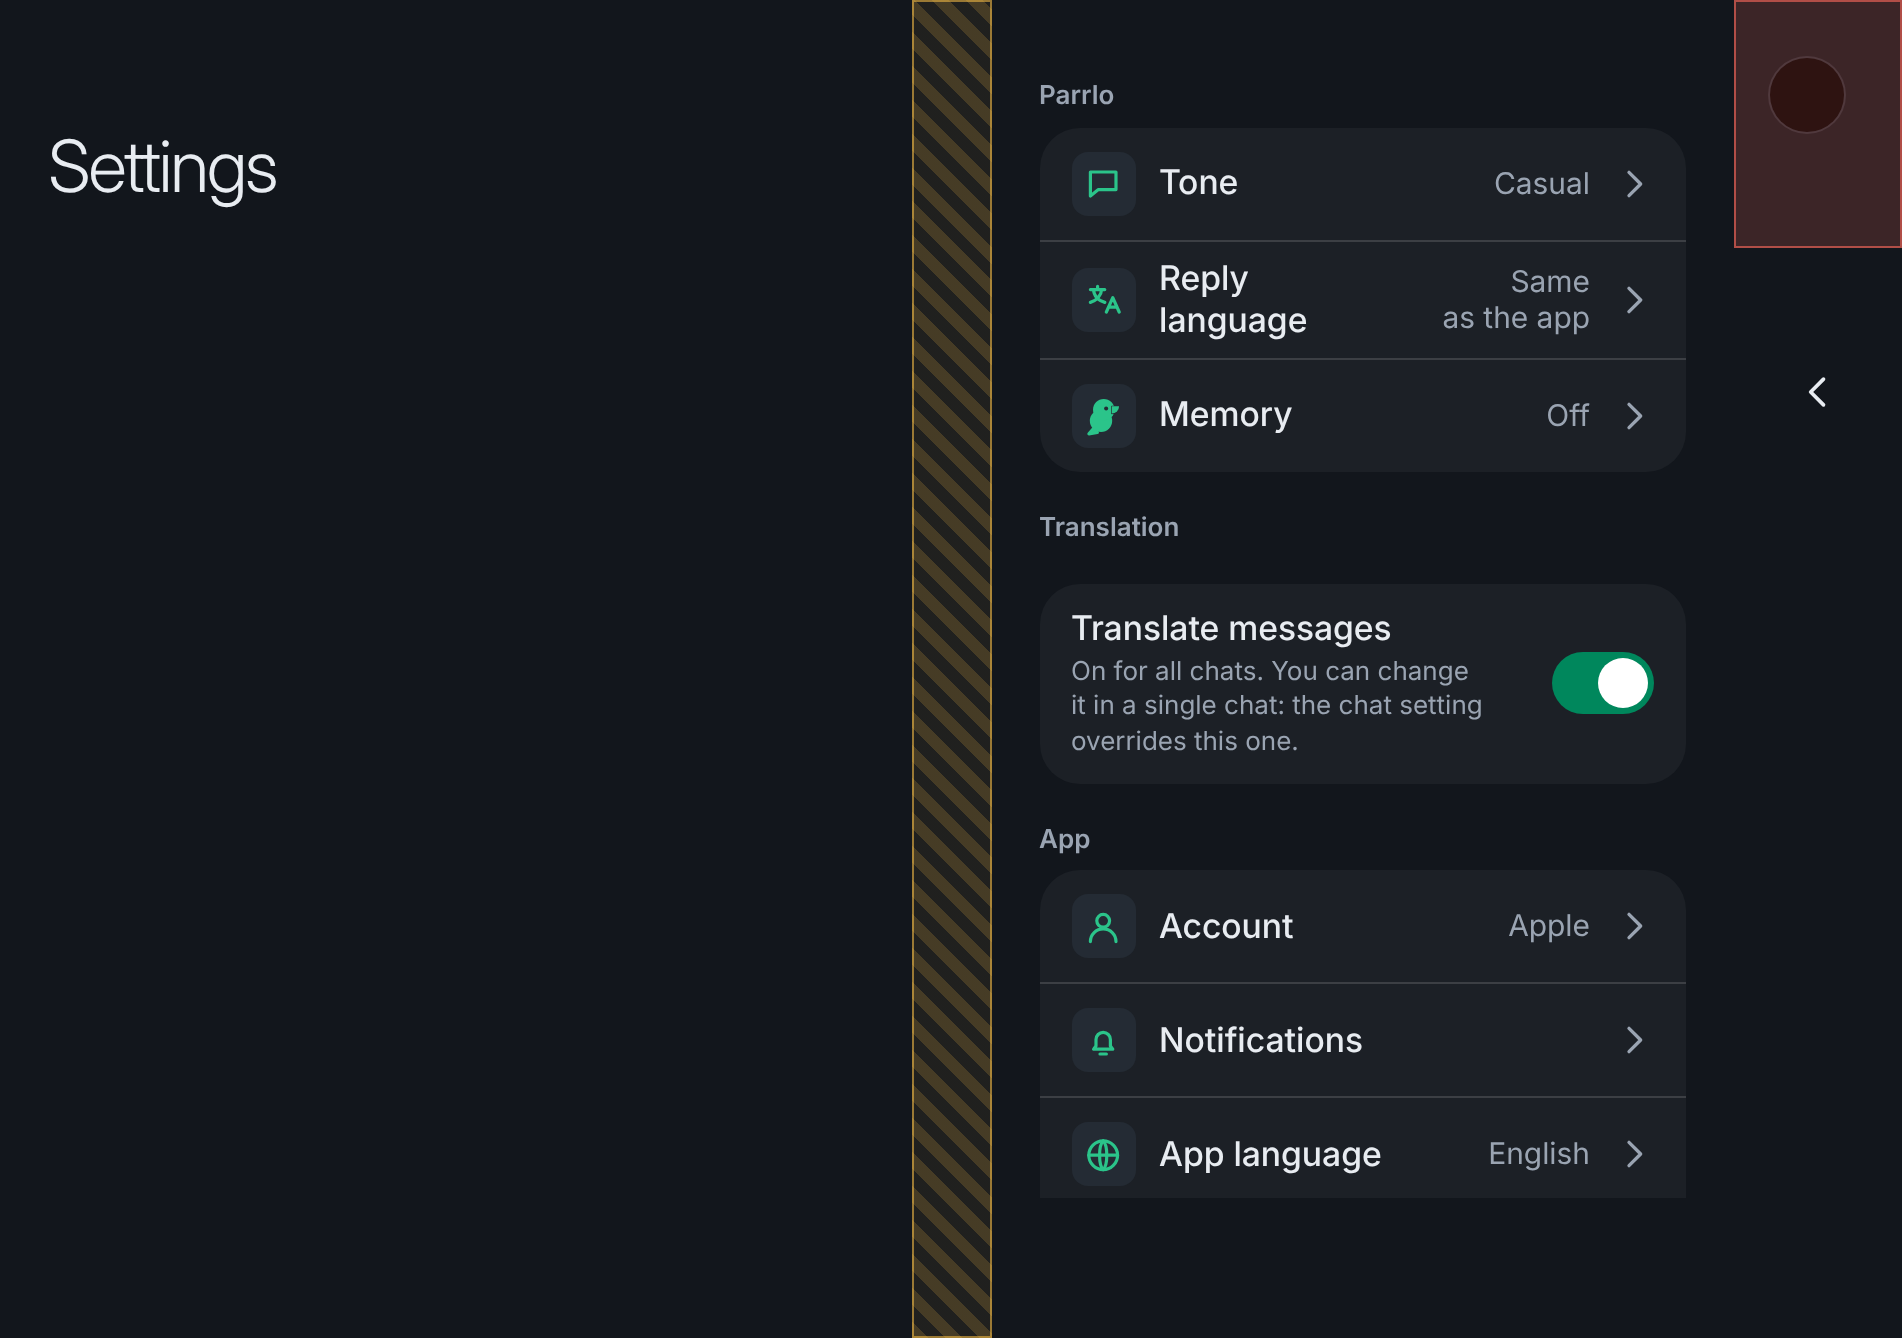 Settings
Parrlo
Tone
Casual
Reply
language
Same
as the app
Memory
Off
Translation
Translate messages
On for all chats. You can change
it in a single chat: the chat setting
overrides this one.
App
Account
Apple
Notifications
App language
English